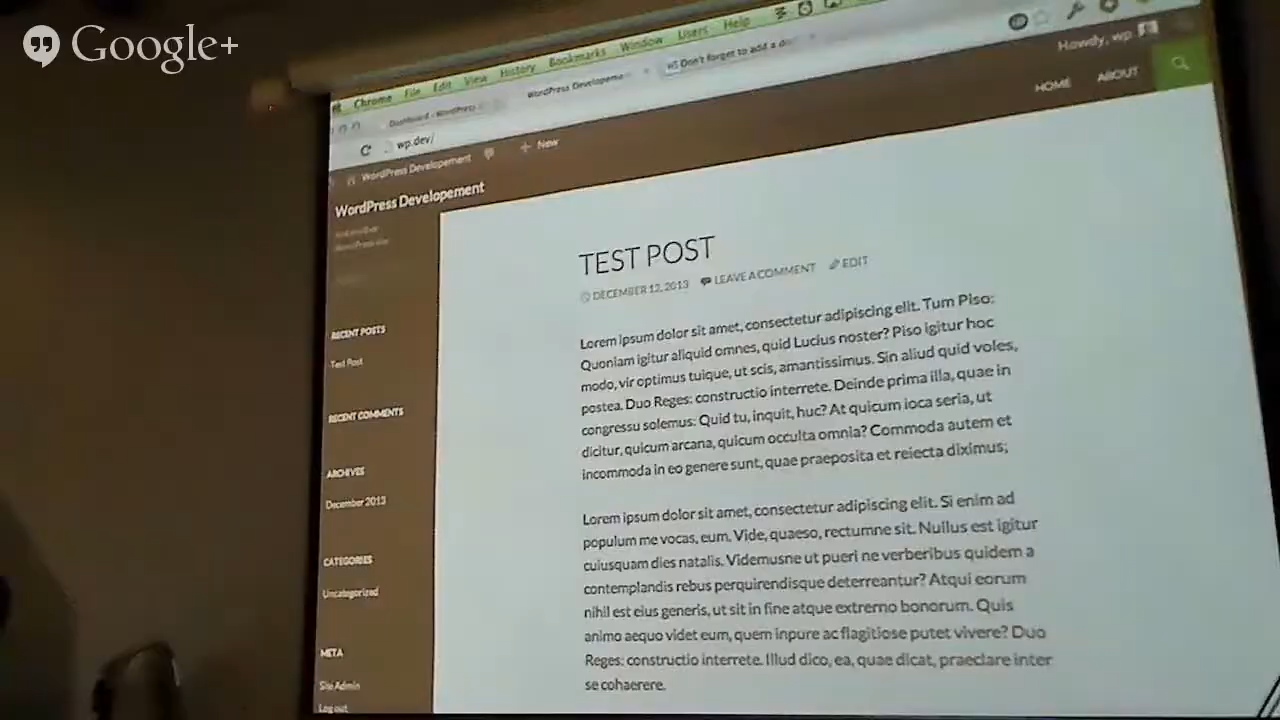 Google+
Chrome File Edit View History Bookmarks Window Users Help
Dashboard ‹ WordPress
WordPress Developeme
Don't forget to add a d
wp.dev/
WordPress Developement + New
Howdy, wp
WordPress Developement
HOME ABOUT
TEST POST
DECEMBER 12, 2013 LEAVE A COMMENT EDIT
Lorem ipsum dolor sit amet, consectetur adipiscing elit. Tum Piso:
Quoniam igitur aliquid omnes, quid Lucius noster? Piso igitur hoc
modo, vir optimus tuique, ut scis, amantissimus. Sin aliud quid voles,
postea. Duo Reges: constructio interrete. Deinde prima illa, quae in
congressu solemus: Quid tu, inquit, huc? At quicum ioca seria, ut
dicitur, quicum arcana, quicum occulta omnia? Commoda autem et
incommoda in eo genere sunt, quae praeposita et reiecta diximus;
Lorem ipsum dolor sit amet, consectetur adipiscing elit. Si enim ad
populum me vocas, eum. Vide, quaeso, rectumne sit. Nullus est igitur
cuiusquam dies natalis. Videmusne ut pueri ne verberibus quidem a
contemplandis rebus perquirendisque deterreantur? Atqui eorum
nihil est eius generis, ut sit in fine atque extremo bonorum. Quis
animo aequo videt eum, quem inpure ac flagitiose putet vivere? Duo
Reges: constructio interrete. Illud dico, ea, quae dicat, praeclare inter
se cohaerere.
RECENT POSTS
Test Post
RECENT COMMENTS
ARCHIVES
December 2013
CATEGORIES
Uncategorized
META
Site Admin
Log out